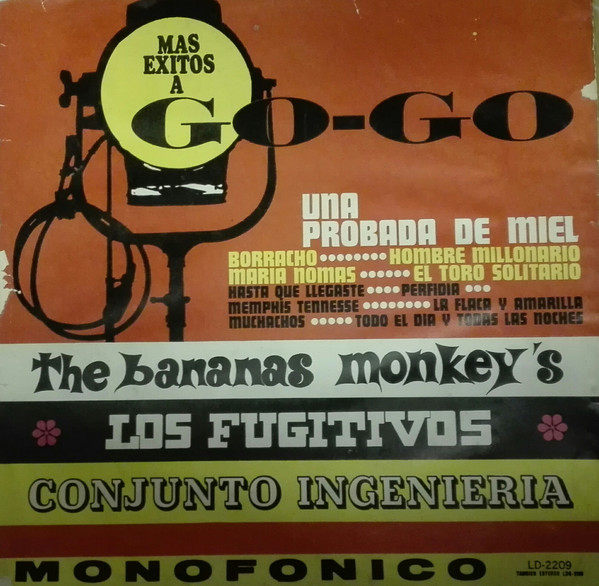 MAS
EXITOS
A
GO-GO
UNA
PROBADA DE MIEL
BORRACHO ········ HOMBRE MILLONARIO
MARIA NOMAS ······ EL TORO SOLITARIO
HASTA QUE LLEGASTE ····· PERFIDIA ···
MEMPHIS TENNESSE ········ LA FLACA Y AMARILLA
MUCHACHOS ····· TODO EL DIA Y TODAS LAS NOCHES
The bananas monkey's
LOS FUGITIVOS
CONJUNTO INGENIERIA
MONOFONICO
LD-2209
TAMBIEN ESTEREO